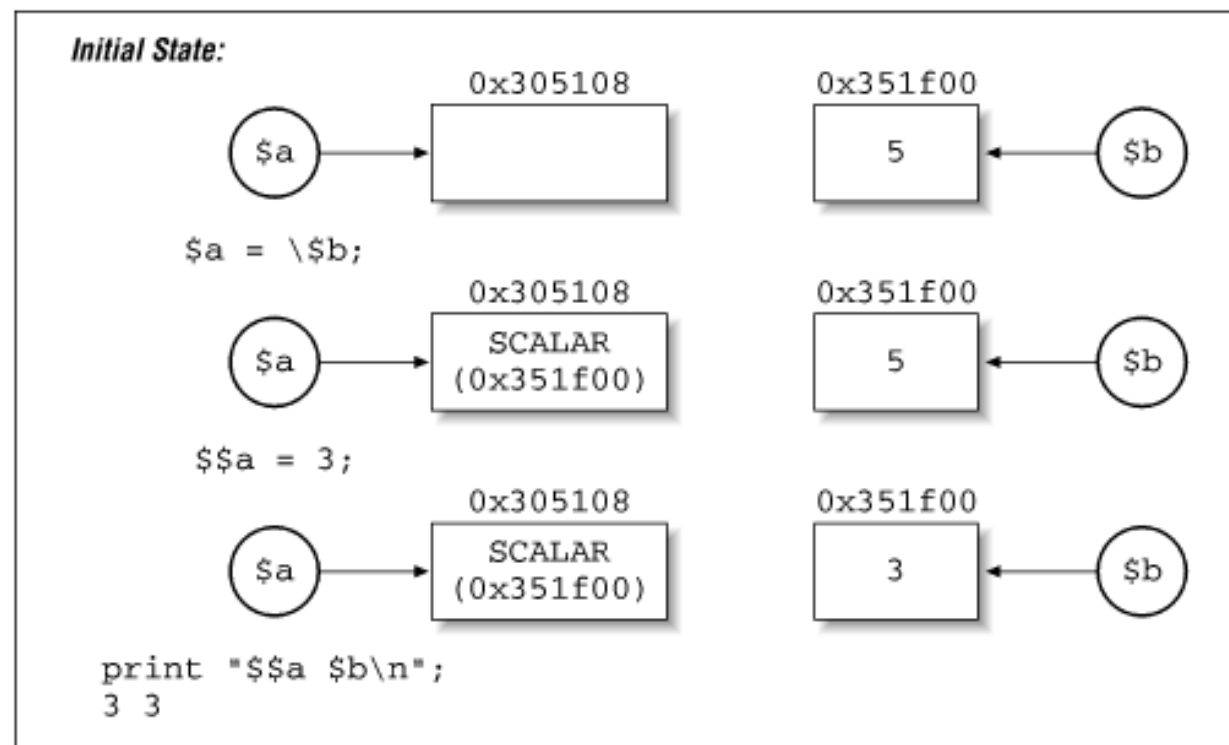 Initial State:
0x305108 0x351f00
$a 5 $b
$a = \$b;
0x305108 0x351f00
$a SCALAR (0x351f00) 5 $b
$$a = 3;
0x305108 0x351f00
$a SCALAR (0x351f00) 3 $b
print "$$a $b\n";
3 3